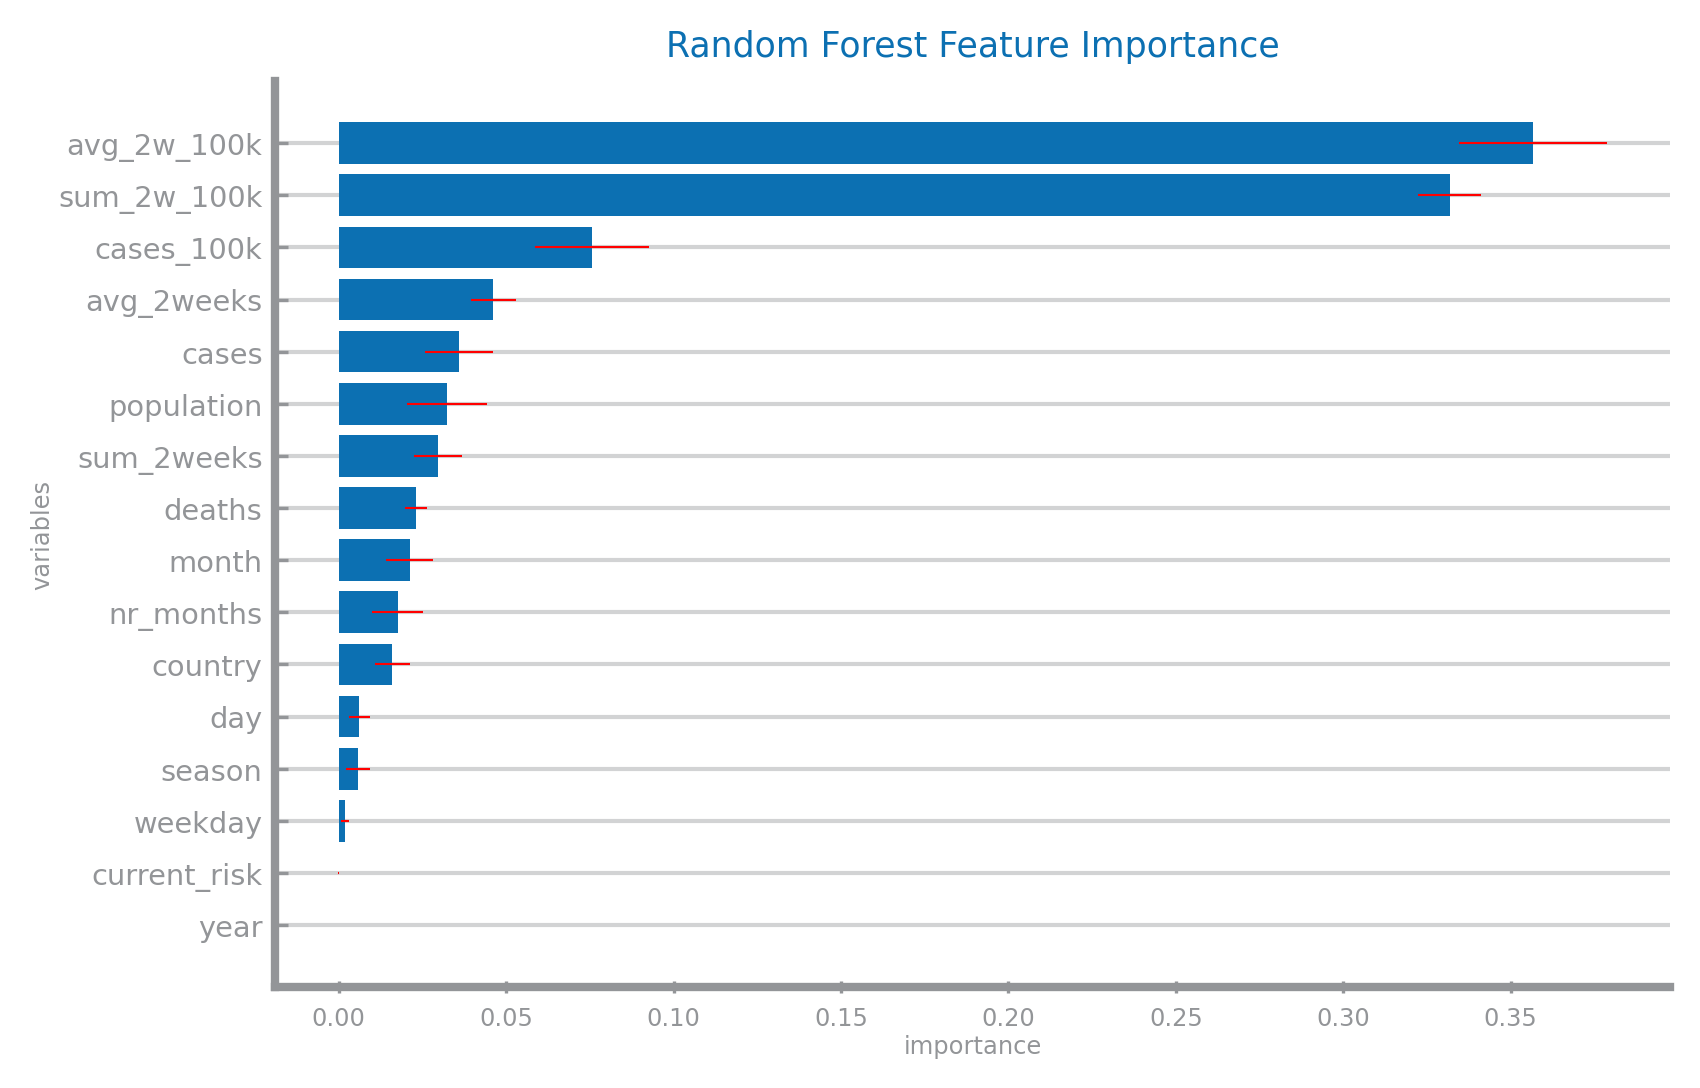 Random Forest Feature Importance
avg_2w_100k
sum_2w_100k
cases_100k
avg_2weeks
cases
population
sum_2weeks
deaths
month
nr_months
country
day
season
weekday
current_risk
year
variables
0.00 0.05 0.10 0.15 0.20 0.25 0.30 0.35
importance